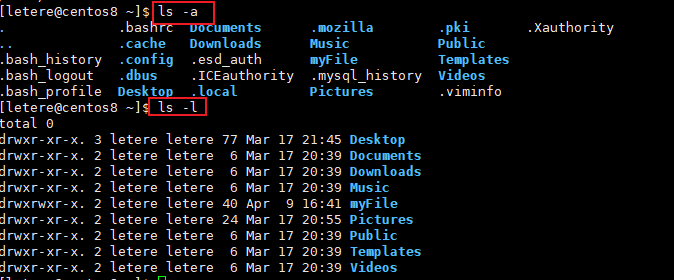 [letere@centos8 ~]$ ls -a
. .bashrc Documents .mozilla .pki .Xauthority
.. .cache Downloads Music Public
.bash_history .config .esd_auth myFile Templates
.bash_logout .dbus .ICEauthority .mysql_history Videos
.bash_profile Desktop .local Pictures .viminfo
[letere@centos8 ~]$ ls -l
total 0
drwxr-xr-x. 3 letere letere 77 Mar 17 21:45 Desktop
drwxr-xr-x. 2 letere letere 6 Mar 17 20:39 Documents
drwxr-xr-x. 2 letere letere 6 Mar 17 20:39 Downloads
drwxr-xr-x. 2 letere letere 6 Mar 17 20:39 Music
drwxrwxr-x. 2 letere letere 40 Apr 9 16:41 myFile
drwxr-xr-x. 2 letere letere 24 Mar 17 20:55 Pictures
drwxr-xr-x. 2 letere letere 6 Mar 17 20:39 Public
drwxr-xr-x. 2 letere letere 6 Mar 17 20:39 Templates
drwxr-xr-x. 2 letere letere 6 Mar 17 20:39 Videos